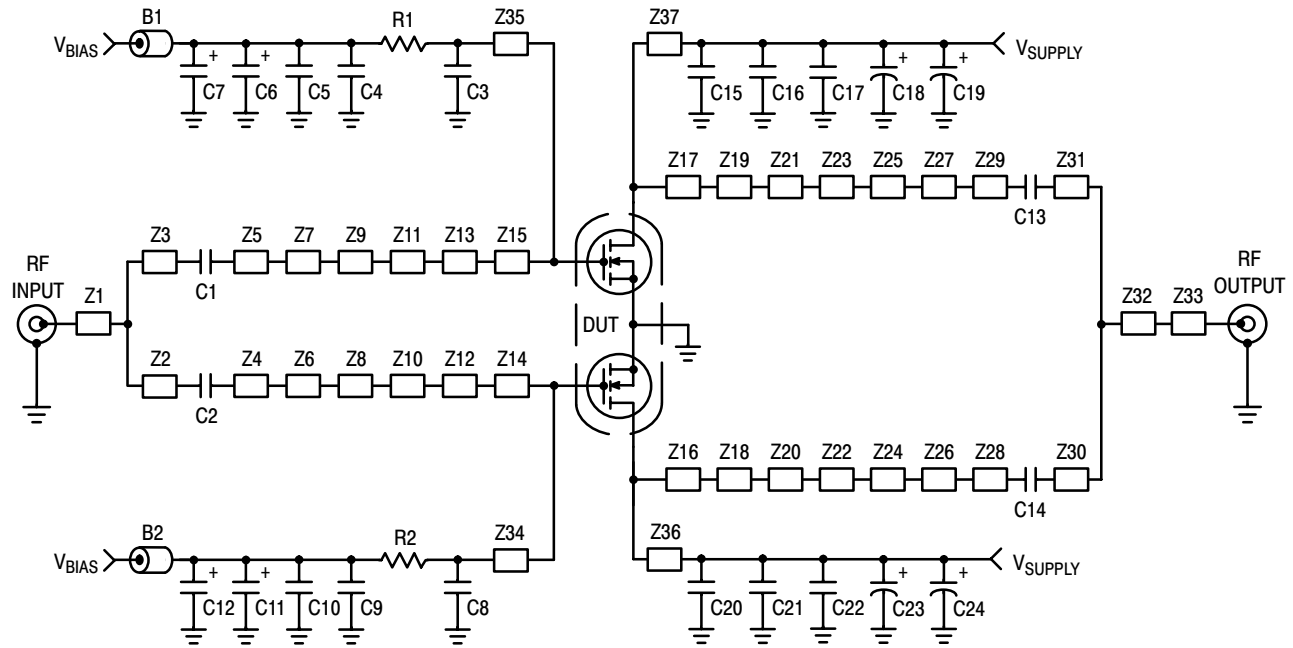 B1
R1
Z35
Z37
VBIAS
+
+
+
+
VSUPPLY
C7
C6
C5
C4
C3
C15
C16
C17
C18
C19
Z17
Z19
Z21
Z23
Z25
Z27
Z29
Z31
C13
Z3
Z5
Z7
Z9
Z11
Z13
Z15
C1
RF
INPUT
Z1
DUT
Z32
Z33
RF
OUTPUT
Z2
Z4
Z6
Z8
Z10
Z12
Z14
C2
Z16
Z18
Z20
Z22
Z24
Z26
Z28
Z30
C14
B2
R2
Z34
Z36
VBIAS
+
+
+
+
VSUPPLY
C12
C11
C10
C9
C8
C20
C21
C22
C23
C24